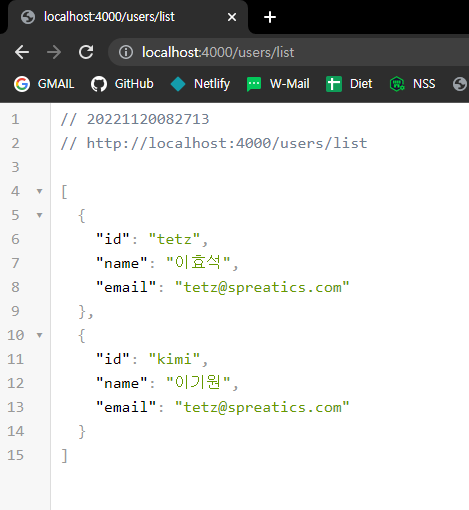 localhost:4000/users/list
localhost:4000/users/list
GMAIL GitHub Netlify W-Mail Diet NSS
1 // 20221120082713
2 // http://localhost:4000/users/list
3
4 [
5 {
6 "id": "tetz",
7 "name": "이효석",
8 "email": "tetz@spreatics.com"
9 },
10 {
11 "id": "kimi",
12 "name": "이기원",
13 "email": "tetz@spreatics.com"
14 }
15 ]